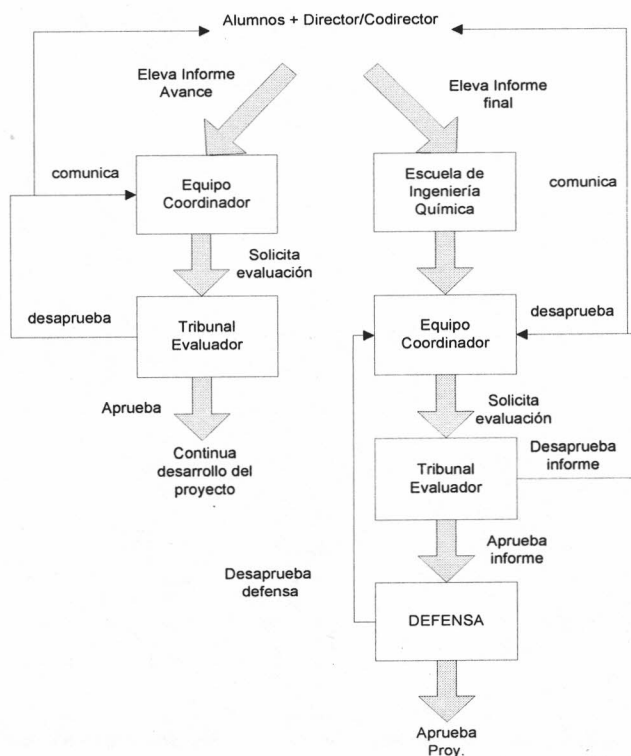 Alumnos + Director/Codirector
Eleva Informe
Avance
Eleva Informe
final
comunica
Equipo
Coordinador
Escuela de
Ingeniería
Química
comunica
Solicita
evaluación
desaprueba
Tribunal
Evaluador
Equipo
Coordinador
desaprueba
Aprueba
Solicita
evaluación
Continua
desarrollo del
proyecto
Tribunal
Evaluador
Desaprueba
informe
Aprueba
informe
Desaprueba
defensa
DEFENSA
Aprueba
Proy.